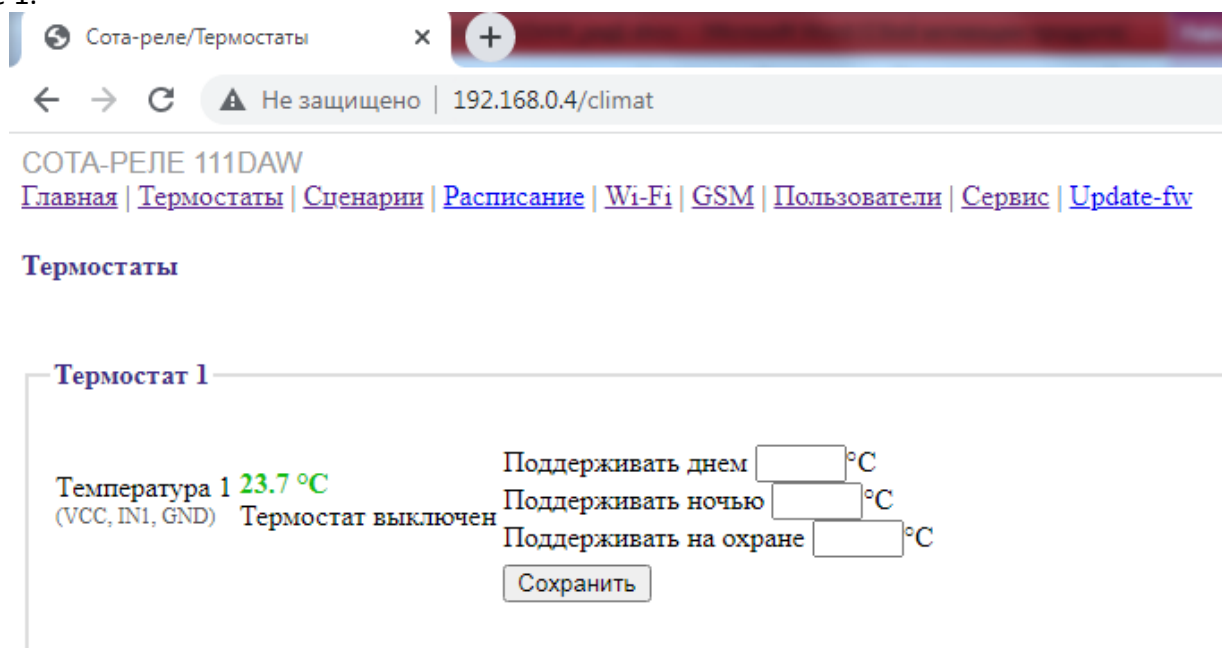 1.
Сота-реле/Термостаты
Не защищено | 192.168.0.4/climat
СОТА-РЕЛЕ 111DAW
Главная | Термостаты | Сценарии | Расписание | Wi-Fi | GSM | Пользователи | Сервис | Update-fw
Термостаты
Термостат 1
Температура 1 23.7 °C
(VCC, IN1, GND) Термостат выключен
Поддерживать днем °C
Поддерживать ночью °C
Поддерживать на охране °C
Сохранить